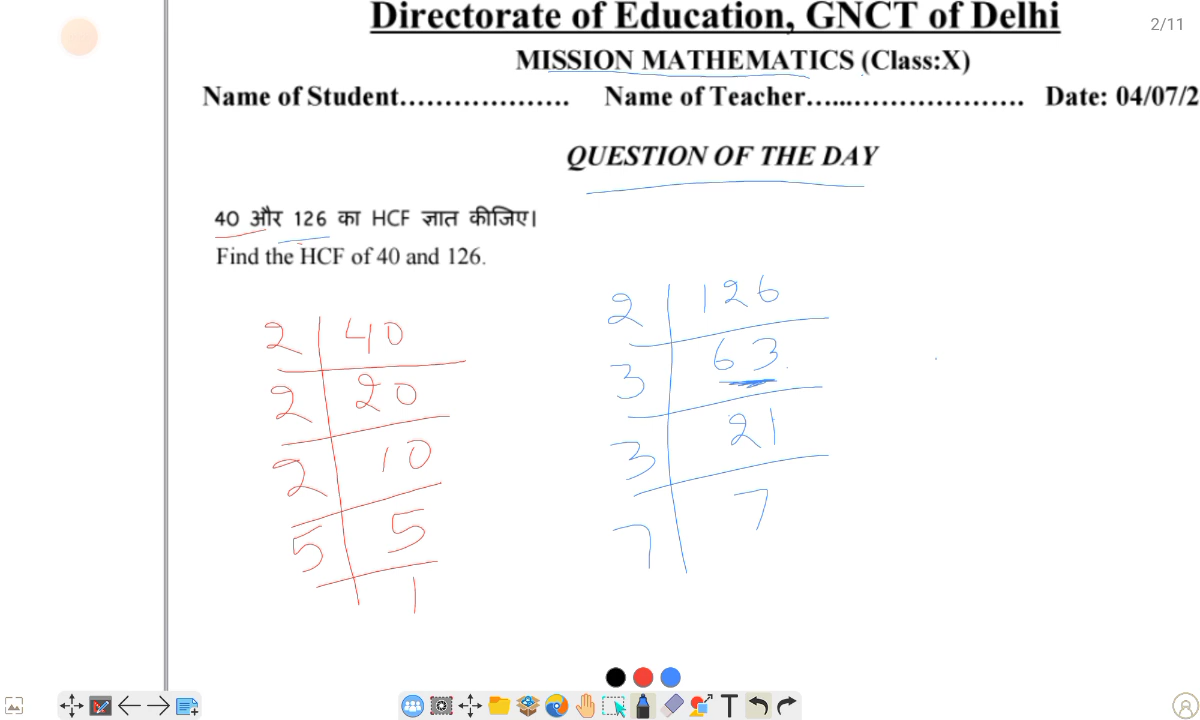 Directorate of Education, GNCT of Delhi
2/11
MISSION MATHEMATICS (Class:X)
Name of Student................... Name of Teacher.......................... Date: 04/07/2
QUESTION OF THE DAY
40 और 126 का HCF ज्ञात कीजिए।
Find the HCF of 40 and 126.
2 | 40
2 | 20
2 | 10
5 | 5
1
2 | 126
3 | 63
3 | 21
7 | 7